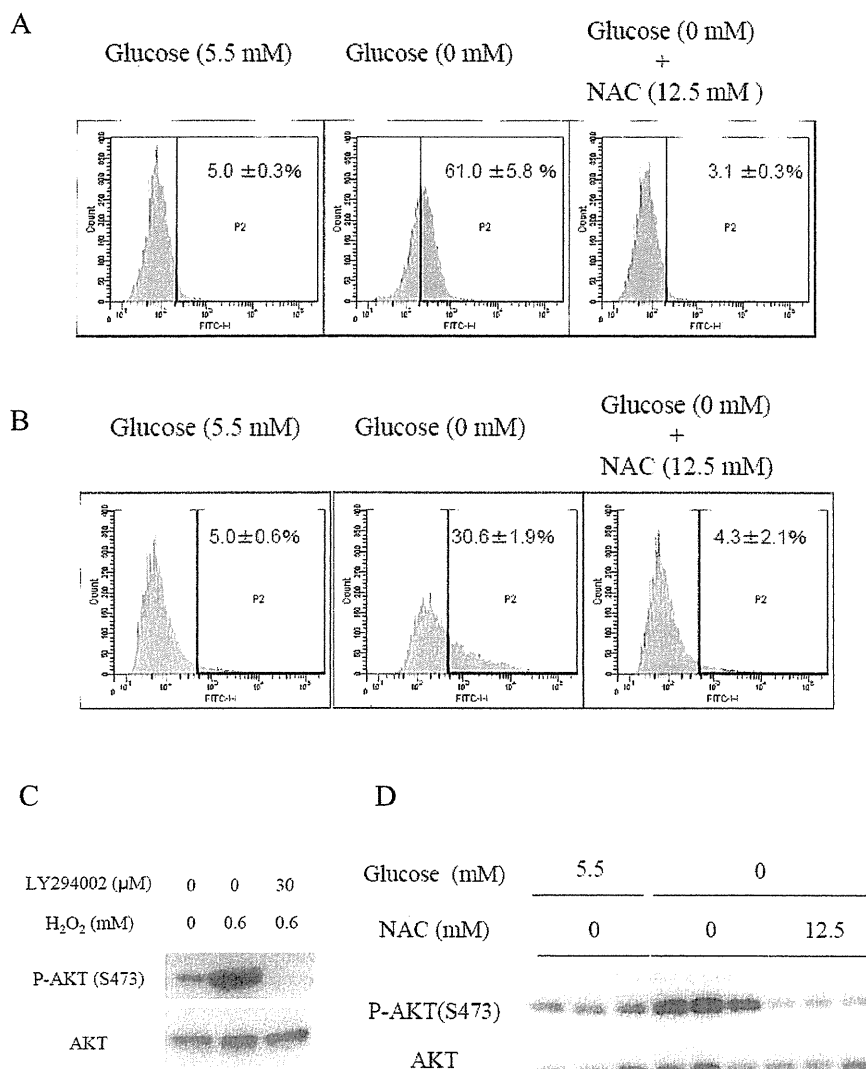 A
Glucose (5.5 mM)
Glucose (0 mM)
Glucose (0 mM)
+
NAC (12.5 mM )
5.0 ±0.3%
61.0 ±5.8 %
3.1 ±0.3%
P2
P2
P2
Count
Count
Count
FITC-H
FITC-H
FITC-H
B
Glucose (5.5 mM)
Glucose (0 mM)
Glucose (0 mM)
+
NAC (12.5 mM)
5.0±0.6%
30.6±1.9%
4.3±2.1%
P2
P2
P2
Count
Count
Count
FITC-H
FITC-H
FITC-H
C
LY294002 (μM) 0 0 30
H₂O₂ (mM) 0 0.6 0.6
P-AKT (S473)
AKT
D
Glucose (mM) 5.5 0
NAC (mM) 0 0 12.5
P-AKT(S473)
AKT